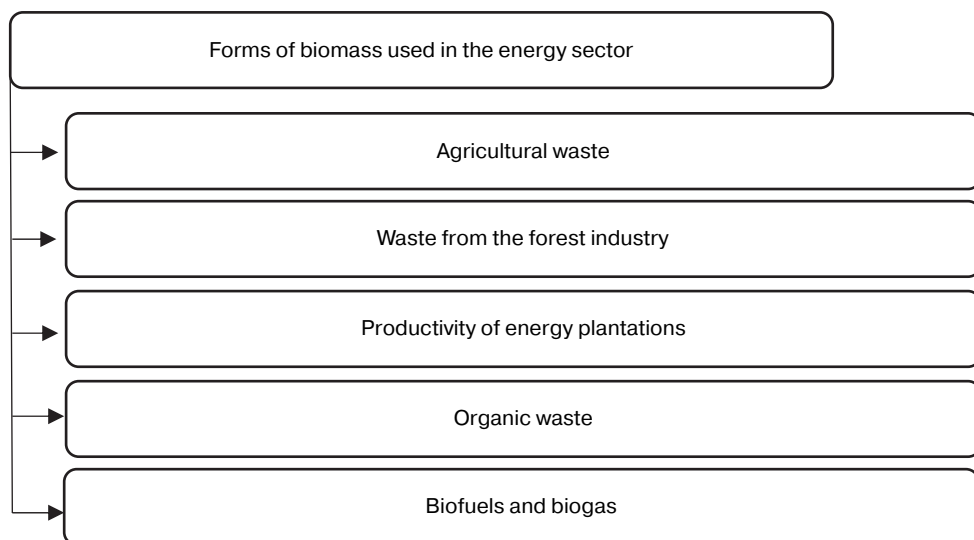 Forms of biomass used in the energy sector
Agricultural waste
Waste from the forest industry
Productivity of energy plantations
Organic waste
Biofuels and biogas